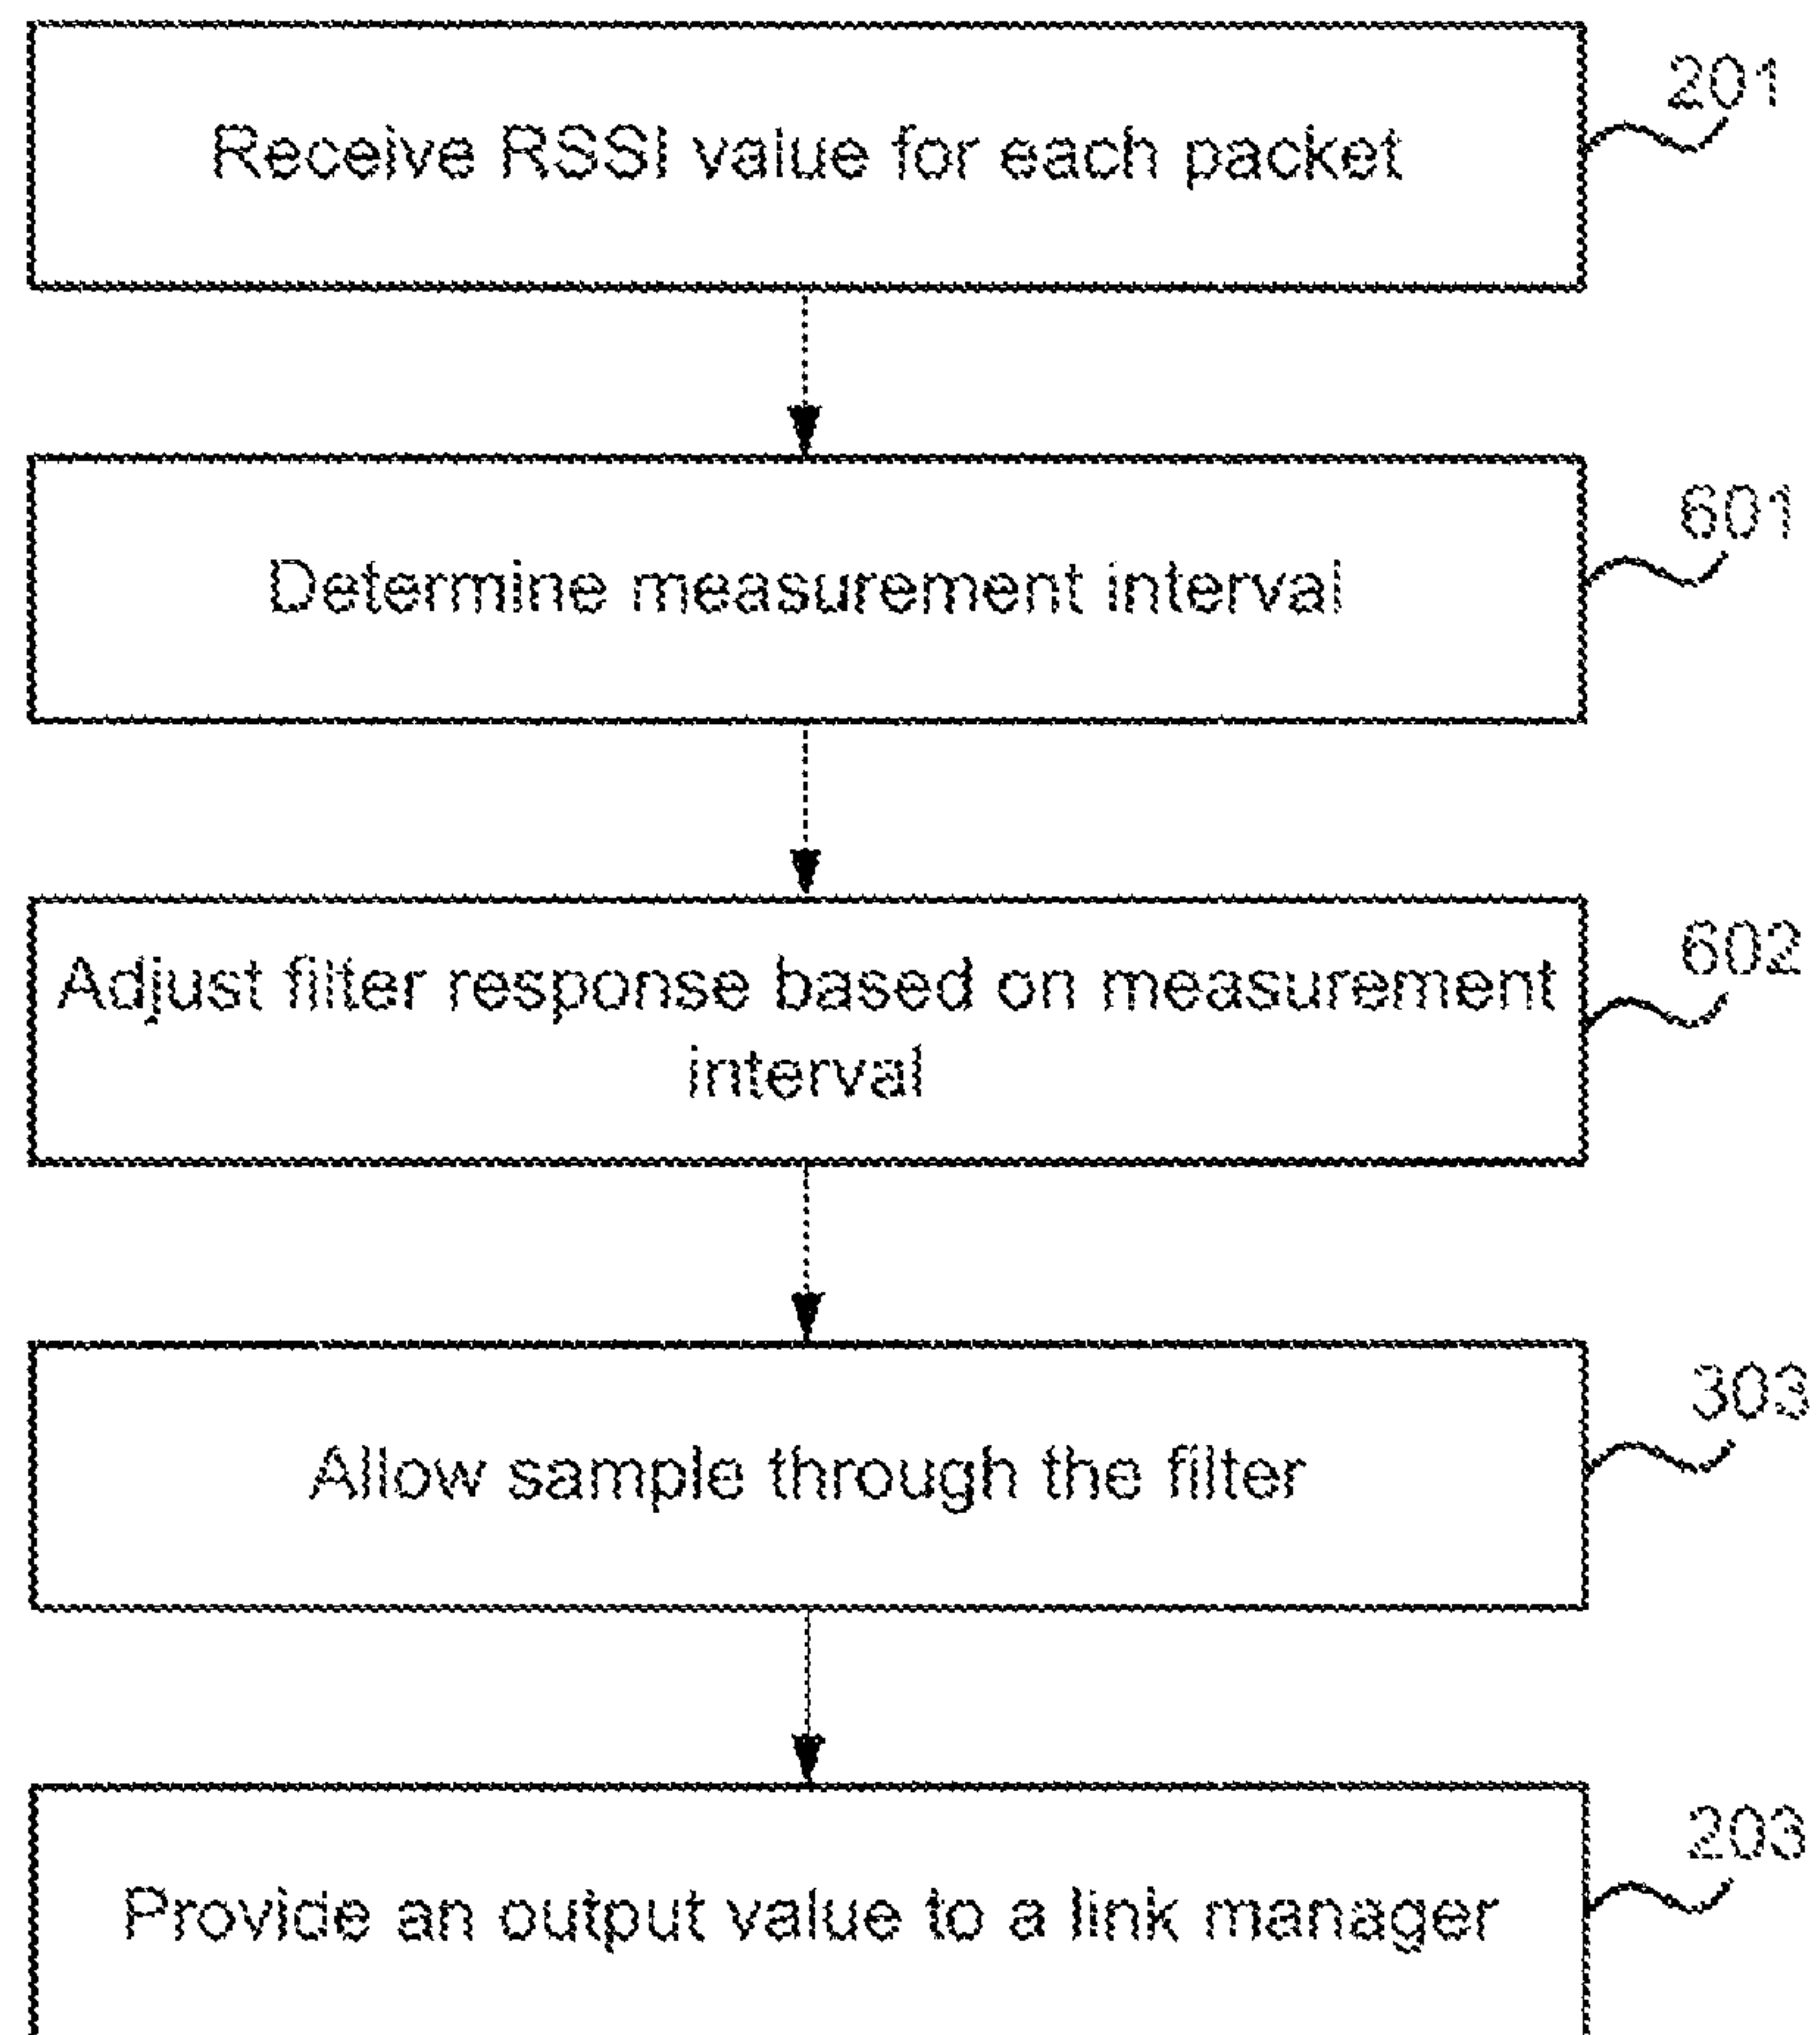 Receive RSSI value for each packet
201
Determine measurement interval
601
Adjust filter response based on measurement
interval
602
Allow sample through the filter
303
Provide an output value to a link manager
203